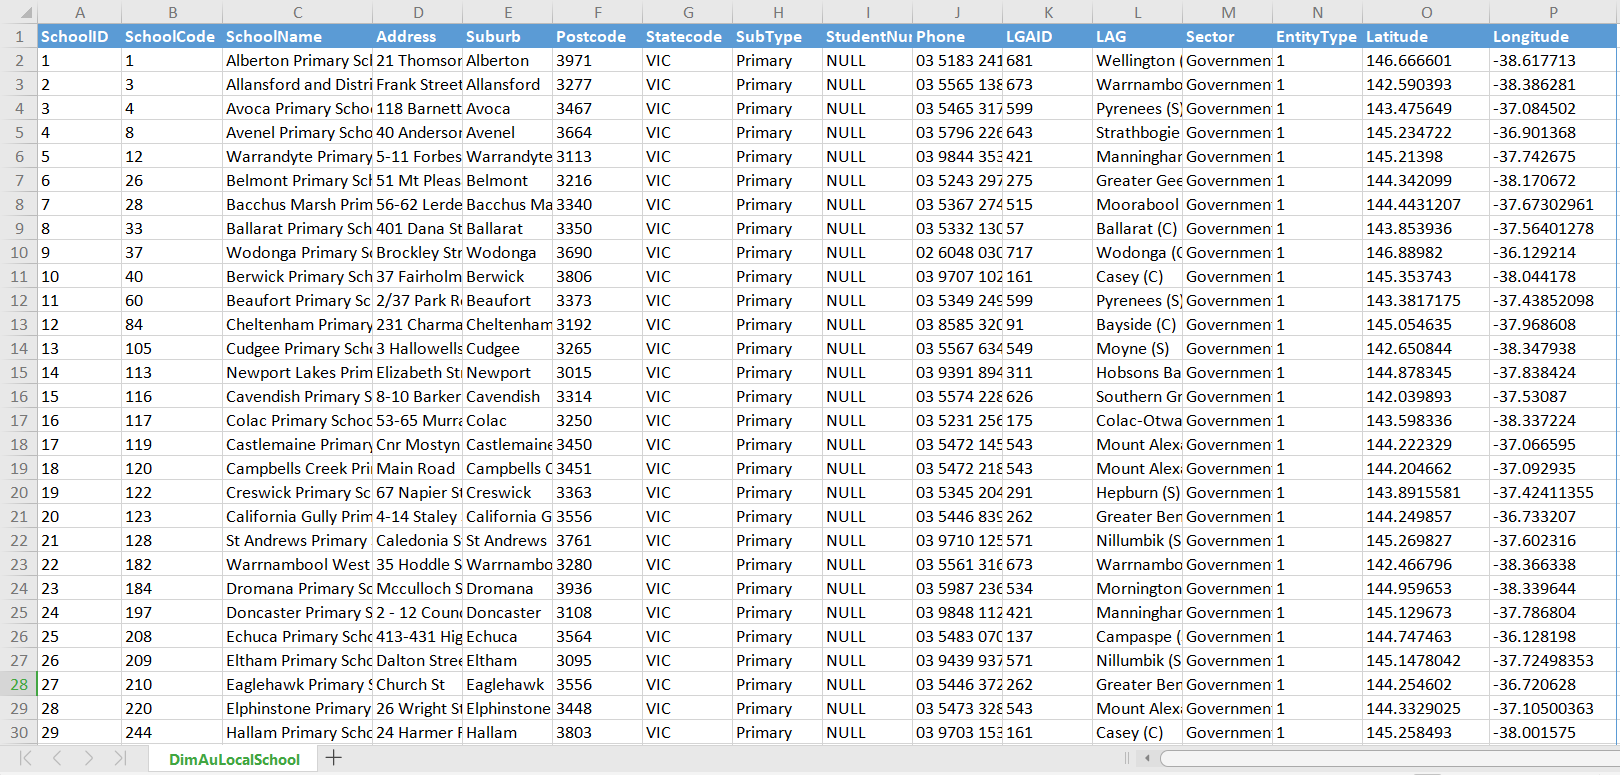 A B C D E F G H I J K L M N O P
1 SchoolID SchoolCode SchoolName Address Suburb Postcode Statecode SubType StudentNu Phone LGAID LAG Sector EntityType Latitude Longitude
2 1 1 Alberton Primary Scl 21 Thomsor Alberton 3971 VIC Primary NULL 03 5183 241 681 Wellington ( Governmen 1 146.666601 -38.617713
3 2 3 Allansford and Distri Frank Street Allansford 3277 VIC Primary NULL 03 5565 138 673 Warrnambo Governmen 1 142.590393 -38.386281
4 3 4 Avoca Primary Scho 118 Barnett Avoca 3467 VIC Primary NULL 03 5465 317 599 Pyrenees (S) Governmen 1 143.475649 -37.084502
5 4 8 Avenel Primary Scho 40 Anderson Avenel 3664 VIC Primary NULL 03 5796 226 643 Strathbogie Governmen 1 145.234722 -36.901368
6 5 12 Warrandyte Primary 5-11 Forbes Warrandyte 3113 VIC Primary NULL 03 9844 353 421 Manninghar Governmen 1 145.21398 -37.742675
7 6 26 Belmont Primary Sch 51 Mt Pleas Belmont 3216 VIC Primary NULL 03 5243 297 275 Greater Gee Governmen 1 144.342099 -38.170672
8 7 28 Bacchus Marsh Prim 56-62 Lerde Bacchus Ma 3340 VIC Primary NULL 03 5367 274 515 Moorabool Governmen 1 144.4431207 -37.67302961
9 8 33 Ballarat Primary Sch 401 Dana St Ballarat 3350 VIC Primary NULL 03 5332 130 57 Ballarat (C) Governmen 1 143.853936 -37.56401278
10 9 37 Wodonga Primary Sc Brockley Str Wodonga 3690 VIC Primary NULL 02 6048 030 717 Wodonga (C Governmen 1 146.88982 -36.129214
11 10 40 Berwick Primary Sch 37 Fairholm Berwick 3806 VIC Primary NULL 03 9707 102 161 Casey (C) Governmen 1 145.353743 -38.044178
12 11 60 Beaufort Primary Sc 2/37 Park R Beaufort 3373 VIC Primary NULL 03 5349 249 599 Pyrenees (S) Governmen 1 143.3817175 -37.43852098
13 12 84 Cheltenham Primary 231 Charma Cheltenham 3192 VIC Primary NULL 03 8585 320 91 Bayside (C) Governmen 1 145.054635 -37.968608
14 13 105 Cudgee Primary Sch 3 Hallowells Cudgee 3265 VIC Primary NULL 03 5567 634 549 Moyne (S) Governmen 1 142.650844 -38.347938
15 14 113 Newport Lakes Prim Elizabeth St Newport 3015 VIC Primary NULL 03 9391 894 311 Hobsons Ba Governmen 1 144.878345 -37.838424
16 15 116 Cavendish Primary S 8-10 Barker Cavendish 3314 VIC Primary NULL 03 5574 228 626 Southern Gr Governmen 1 142.039893 -37.53087
17 16 117 Colac Primary Schoo 53-65 Murra Colac 3250 VIC Primary NULL 03 5231 256 175 Colac-Otwa Governmen 1 143.598336 -38.337224
18 17 119 Castlemaine Primary Cnr Mostyn Castlemaine 3450 VIC Primary NULL 03 5472 145 543 Mount Alex Governmen 1 144.222329 -37.066595
19 18 120 Campbells Creek Pri Main Road Campbells C 3451 VIC Primary NULL 03 5472 218 543 Mount Alex Governmen 1 144.204662 -37.092935
20 19 122 Creswick Primary Sc 67 Napier St Creswick 3363 VIC Primary NULL 03 5345 204 291 Hepburn (S) Governmen 1 143.8915581 -37.42411355
21 20 123 California Gully Prim 4-14 Staley California G 3556 VIC Primary NULL 03 5446 839 262 Greater Ben Governmen 1 144.249857 -36.733207
22 21 128 St Andrews Primary Caledonia S St Andrews 3761 VIC Primary NULL 03 9710 125 571 Nillumbik (S Governmen 1 145.269827 -37.602316
23 22 182 Warrnambool West 35 Hoddle S Warrnambo 3280 VIC Primary NULL 03 5561 316 673 Warrnambo Governmen 1 142.466796 -38.366338
24 23 184 Dromana Primary Sc Mcculloch S Dromana 3936 VIC Primary NULL 03 5987 236 534 Mornington Governmen 1 144.959653 -38.339644
25 24 197 Doncaster Primary S 2 - 12 Coun Doncaster 3108 VIC Primary NULL 03 9848 112 421 Manninghar Governmen 1 145.129673 -37.786804
26 25 208 Echuca Primary Scho 413-431 Hig Echuca 3564 VIC Primary NULL 03 5483 070 137 Campaspe ( Governmen 1 144.747463 -36.128198
27 26 209 Eltham Primary Scho Dalton Stree Eltham 3095 VIC Primary NULL 03 9439 937 571 Nillumbik (S Governmen 1 145.1478042 -37.72498353
28 27 210 Eaglehawk Primary S Church St Eaglehawk 3556 VIC Primary NULL 03 5446 372 262 Greater Ben Governmen 1 144.254602 -36.720628
29 28 220 Elphinstone Primary 26 Wright St Elphinstone 3448 VIC Primary NULL 03 5473 328 543 Mount Alex Governmen 1 144.3329025 -37.10500363
30 29 244 Hallam Primary Scho 24 Harmer F Hallam 3803 VIC Primary NULL 03 9703 153 161 Casey (C) Governmen 1 145.258493 -38.001575
DimAuLocalSchool